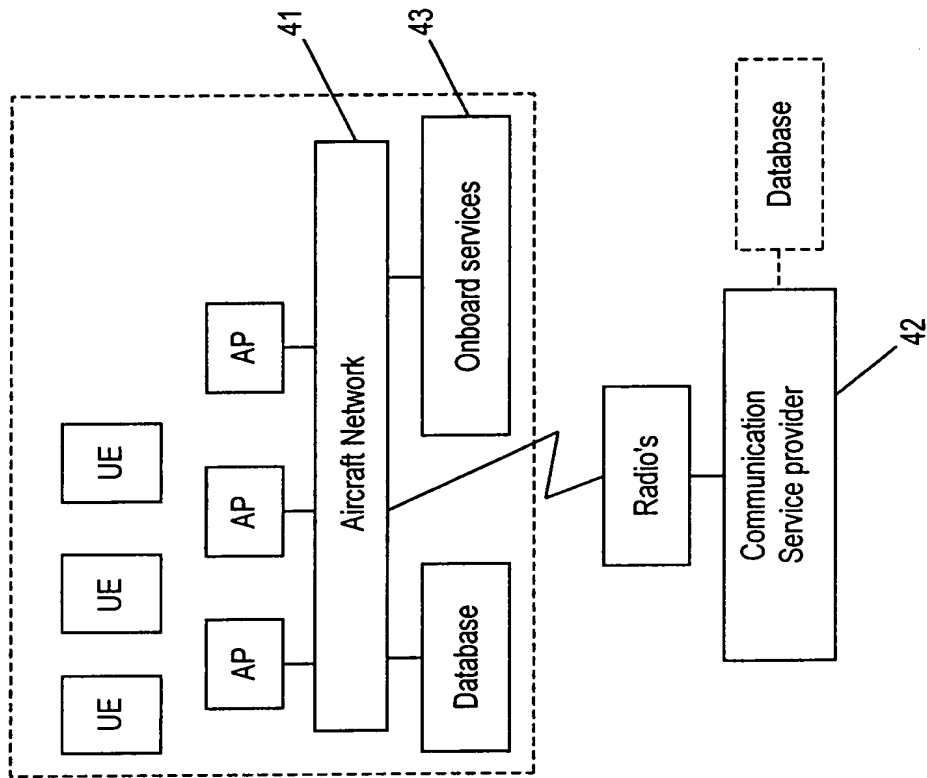 UE
UE
UE
AP
AP
AP
41
Aircraft Network
Database
Onboard services
43
Radio's
Communication
Service provider
42
Database